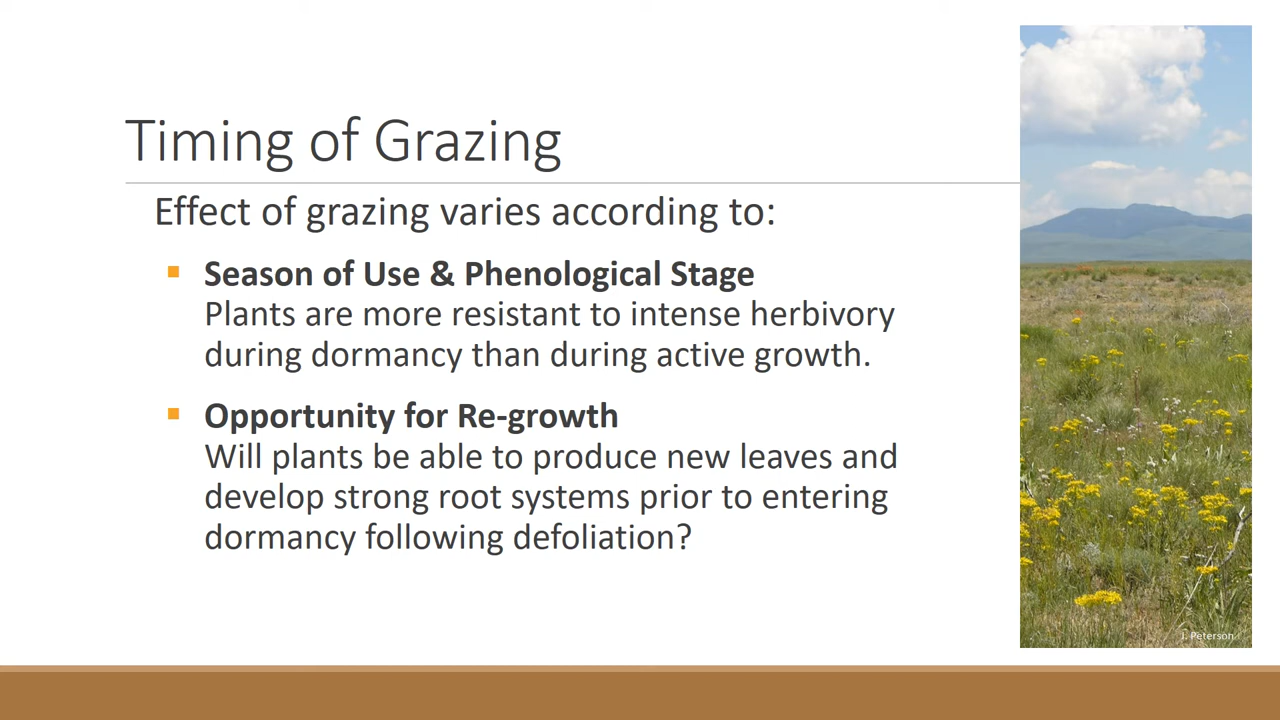 Timing of Grazing
Effect of grazing varies according to:
Season of Use & Phenological Stage
Plants are more resistant to intense herbivory
during dormancy than during active growth.
Opportunity for Re-growth
Will plants be able to produce new leaves and
develop strong root systems prior to entering
dormancy following defoliation?
J. Peterson